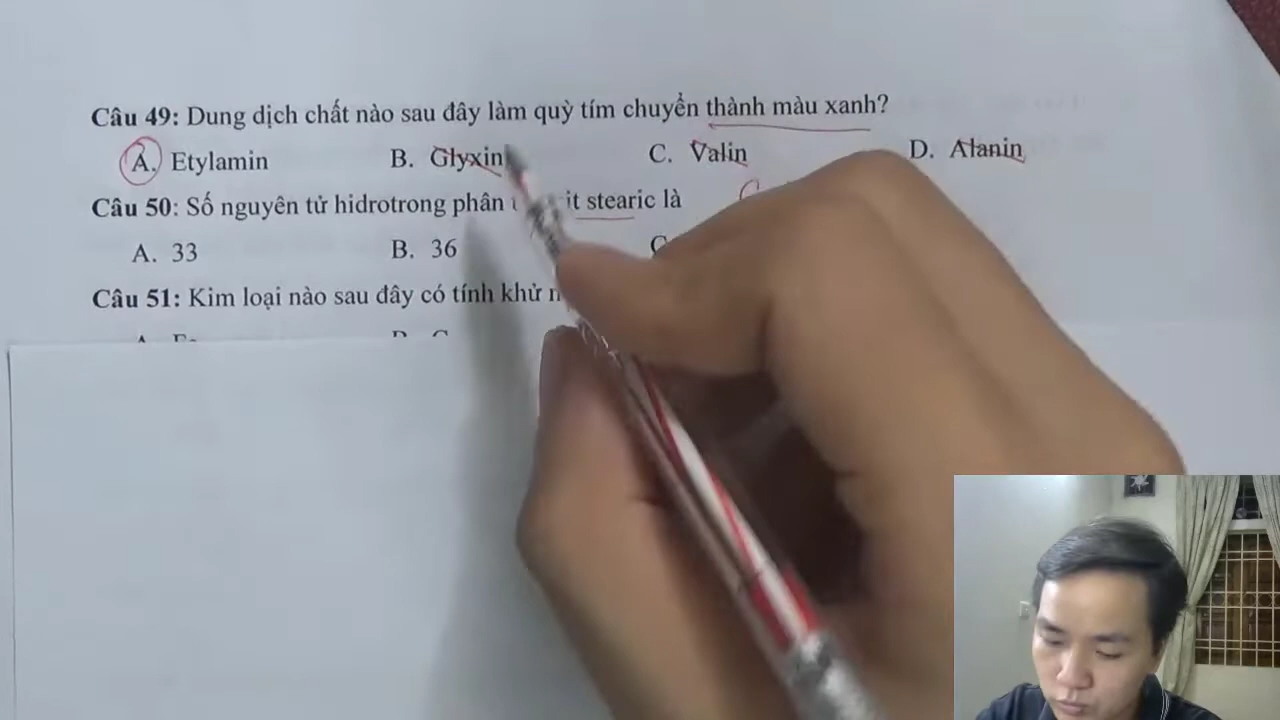 Câu 49: Dung dịch chất nào sau đây làm quỳ tím chuyển thành màu xanh?
A. Etylamin B. Glyxin C. Valin D. Alanin
Câu 50: Số nguyên tử hidrotrong phân stearic là
A. 33 B. 36
Câu 51: Kim loại nào sau đây có tính khử